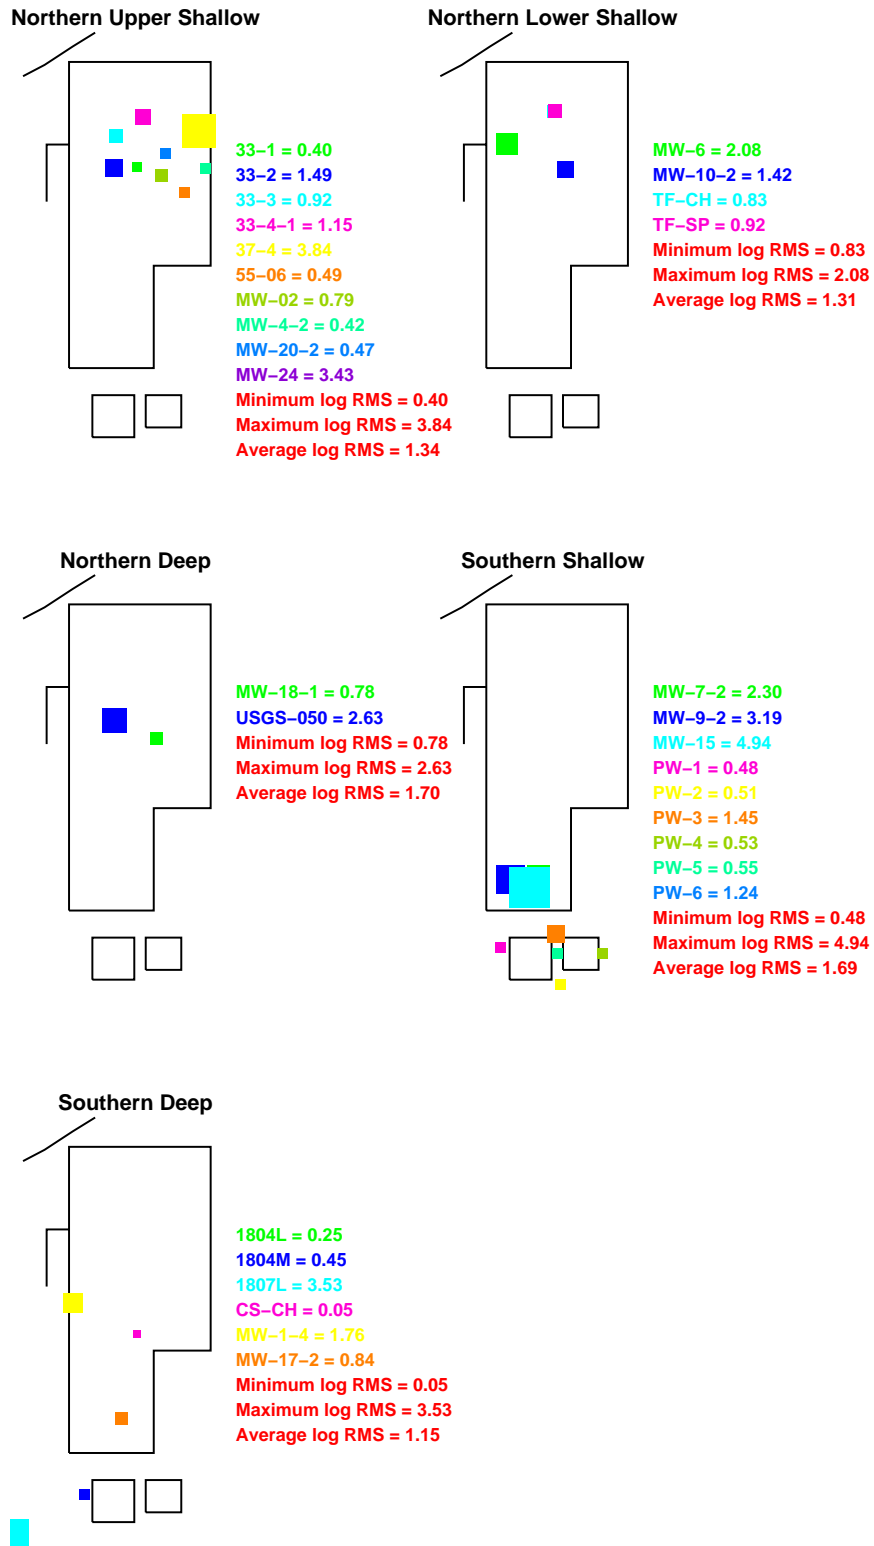 Northern Upper Shallow
33−1 = 0.40
33−2 = 1.49
33−3 = 0.92
33−4−1 = 1.15
37−4 = 3.84
55−06 = 0.49
MW−02 = 0.79
MW−4−2 = 0.42
MW−20−2 = 0.47
MW−24 = 3.43
Minimum log RMS = 0.40
Maximum log RMS = 3.84
Average log RMS = 1.34
Northern Lower Shallow
MW−6 = 2.08
MW−10−2 = 1.42
TF−CH = 0.83
TF−SP = 0.92
Minimum log RMS = 0.83
Maximum log RMS = 2.08
Average log RMS = 1.31
Northern Deep
MW−18−1 = 0.78
USGS−050 = 2.63
Minimum log RMS = 0.78
Maximum log RMS = 2.63
Average log RMS = 1.70
Southern Shallow
MW−7−2 = 2.30
MW−9−2 = 3.19
MW−15 = 4.94
PW−1 = 0.48
PW−2 = 0.51
PW−3 = 1.45
PW−4 = 0.53
PW−5 = 0.55
PW−6 = 1.24
Minimum log RMS = 0.48
Maximum log RMS = 4.94
Average log RMS = 1.69
Southern Deep
1804L = 0.25
1804M = 0.45
1807L = 3.53
CS−CH = 0.05
MW−1−4 = 1.76
MW−17−2 = 0.84
Minimum log RMS = 0.05
Maximum log RMS = 3.53
Average log RMS = 1.15